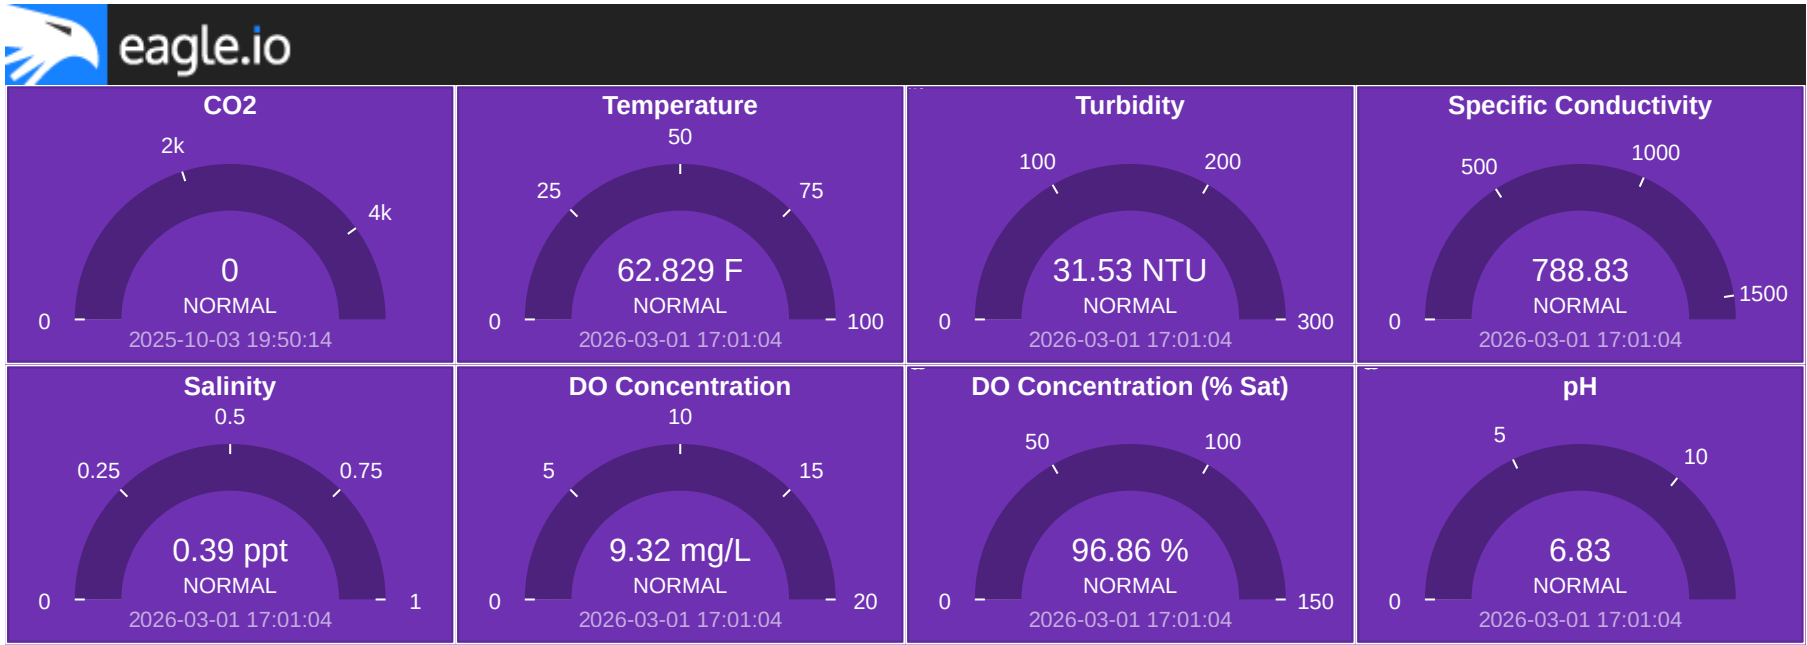 eagle.io
CO2
2k
4k
0
0
NORMAL
2025-10-03 19:50:14
Temperature
50
25
75
62.829 F
NORMAL
0
100
2026-03-01 17:01:04
Turbidity
100
200
31.53 NTU
NORMAL
0
300
2026-03-01 17:01:04
Specific Conductivity
500
1000
788.83
1500
NORMAL
0
2026-03-01 17:01:04
Salinity
0.5
0.25
0.75
0.39 ppt
NORMAL
0
1
2026-03-01 17:01:04
DO Concentration
10
5
15
9.32 mg/L
NORMAL
0
20
2026-03-01 17:01:04
DO Concentration (% Sat)
50
100
96.86 %
NORMAL
0
150
2026-03-01 17:01:04
pH
5
10
6.83
NORMAL
0
2026-03-01 17:01:04